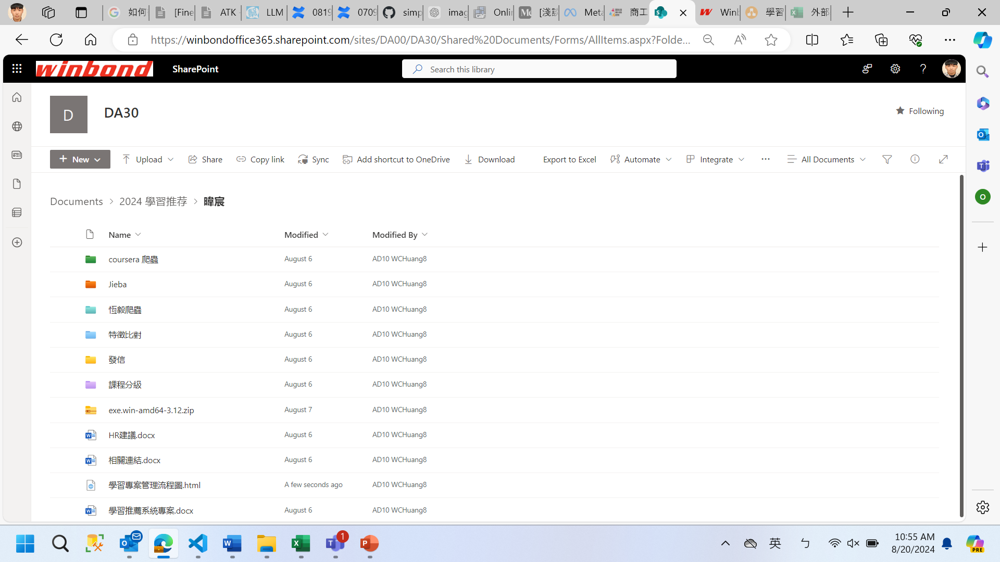 如何
[Fine
ATK
LLM
0819
0709
simp
imag
Onlin
[淺談
Meta
商工
Winb
學習
外部
https://winbondoffice365.sharepoint.com/sites/DA00/DA30/Shared%20Documents/Forms/AllItems.aspx?Folde...
winbond
SharePoint
Search this library
D
DA30
Following
New
Upload
Share
Copy link
Sync
Add shortcut to OneDrive
Download
Export to Excel
Automate
Integrate
All Documents
Documents > 2024 學習推荐 > 暐宸
Name
Modified
Modified By
coursera 爬蟲 August 6 AD10 WCHuang8
Jieba August 6 AD10 WCHuang8
恆毅爬蟲 August 6 AD10 WCHuang8
特徵比對 August 6 AD10 WCHuang8
發信 August 6 AD10 WCHuang8
課程分級 August 6 AD10 WCHuang8
exe.win-amd64-3.12.zip August 7 AD10 WCHuang8
HR建議.docx August 6 AD10 WCHuang8
相關連結.docx August 6 AD10 WCHuang8
學習專案管理流程圖.html A few seconds ago AD10 WCHuang8
學習推薦系統專案.docx August 6 AD10 WCHuang8
O
1
英
ㄅ
10:55 AM
8/20/2024
PRE